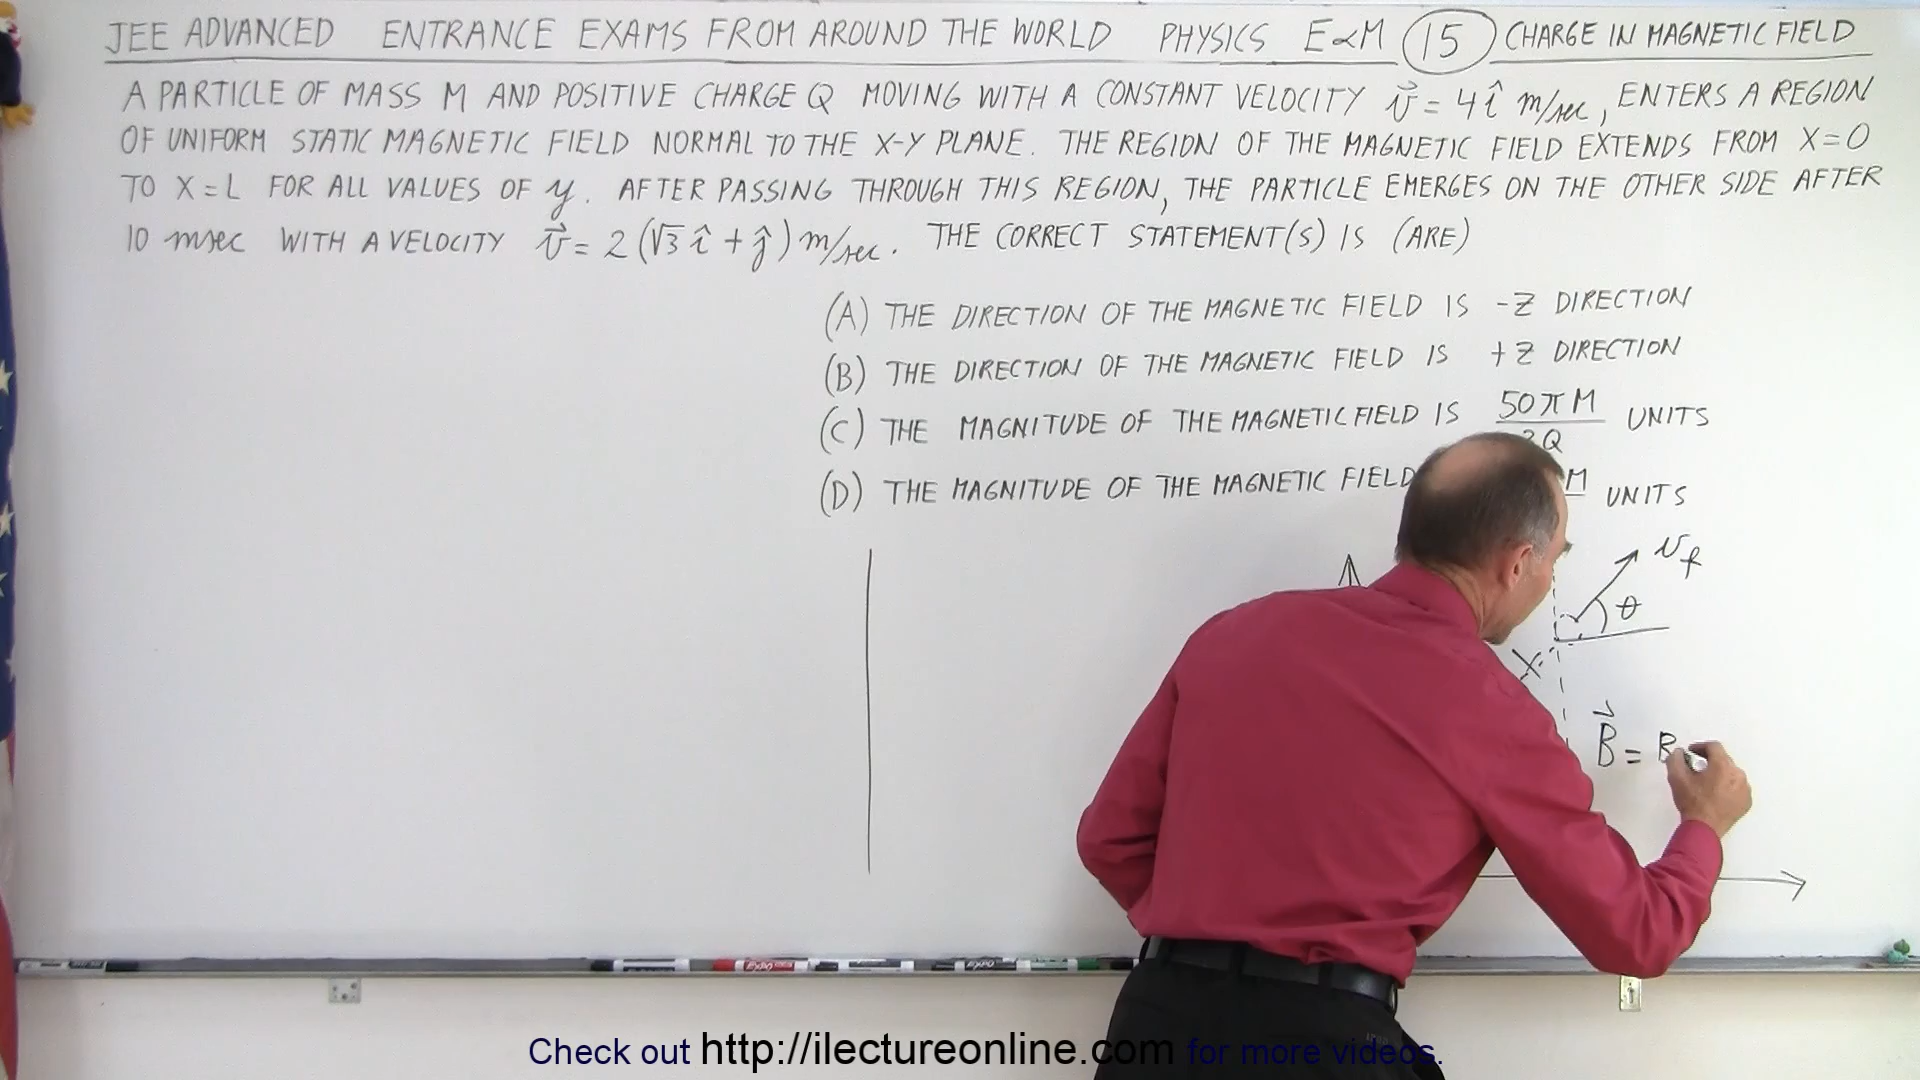 JEE ADVANCED ENTRANCE EXAMS FROM AROUND THE WORLD PHYSICS E&M 15 CHARGE IN MAGNETIC FIELD
A PARTICLE OF MASS M AND POSITIVE CHARGE Q MOVING WITH A CONSTANT VELOCITY v⃗ = 4î m/sec, ENTERS A REGION
OF UNIFORM STATIC MAGNETIC FIELD NORMAL TO THE X-Y PLANE. THE REGION OF THE MAGNETIC FIELD EXTENDS FROM X=0
TO X=L FOR ALL VALUES OF y. AFTER PASSING THROUGH THIS REGION, THE PARTICLE EMERGES ON THE OTHER SIDE AFTER
10 msec WITH A VELOCITY v⃗ = 2(√3 î + ĵ) m/sec. THE CORRECT STATEMENT(S) IS (ARE)
(A) THE DIRECTION OF THE MAGNETIC FIELD IS -Z DIRECTION
(B) THE DIRECTION OF THE MAGNETIC FIELD IS +Z DIRECTION
(C) THE MAGNITUDE OF THE MAGNETIC FIELD IS 50πM / Q UNITS
(D) THE MAGNITUDE OF THE MAGNETIC FIELD M UNITS
v_f
θ
X
B⃗ = B
EXPO
Check out http://ilectureonline.com for more videos.